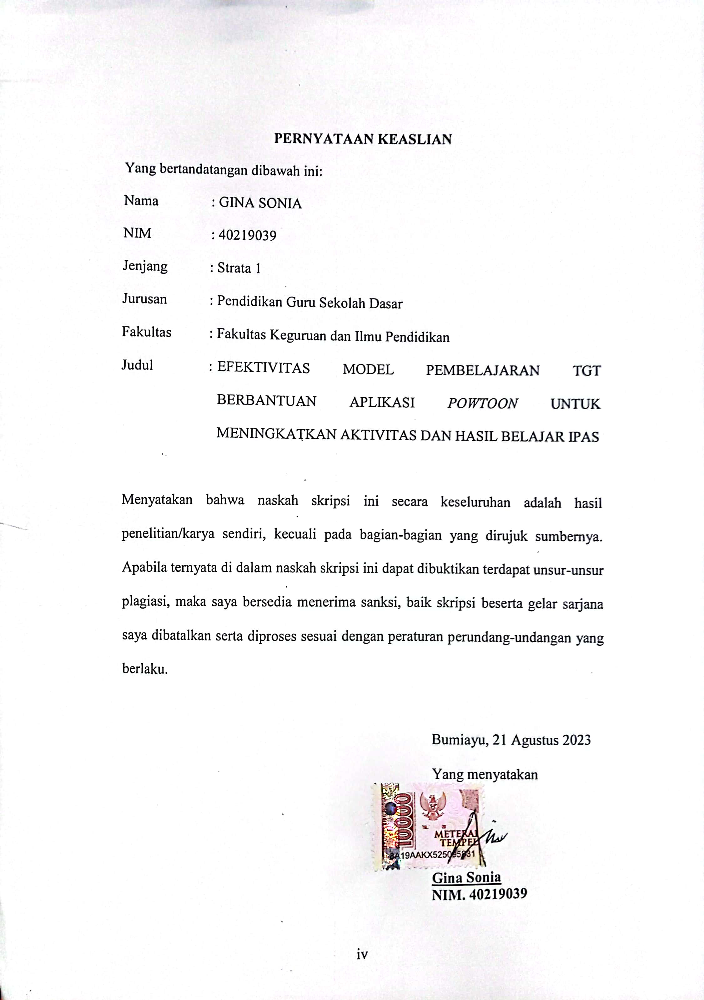 PERNYATAAN KEASLIAN
Yang bertandatangan dibawah ini:
Nama : GINA SONIA
NIM : 40219039
Jenjang : Strata 1
Jurusan : Pendidikan Guru Sekolah Dasar
Fakultas : Fakultas Keguruan dan Ilmu Pendidikan
Judul : EFEKTIVITAS MODEL PEMBELAJARAN TGT
BERBANTUAN APLIKASI POWTOON UNTUK
MENINGKATKAN AKTIVITAS DAN HASIL BELAJAR IPAS
Menyatakan bahwa naskah skripsi ini secara keseluruhan adalah hasil
penelitian/karya sendiri, kecuali pada bagian-bagian yang dirujuk sumbernya.
Apabila ternyata di dalam naskah skripsi ini dapat dibuktikan terdapat unsur-unsur
plagiasi, maka saya bersedia menerima sanksi, baik skripsi beserta gelar sarjana
saya dibatalkan serta diproses sesuai dengan peraturan perundang-undangan yang
berlaku.
Bumiayu, 21 Agustus 2023
Yang menyatakan
10000
METERAI
TEMPEL
Gina Sonia
NIM. 40219039
iv